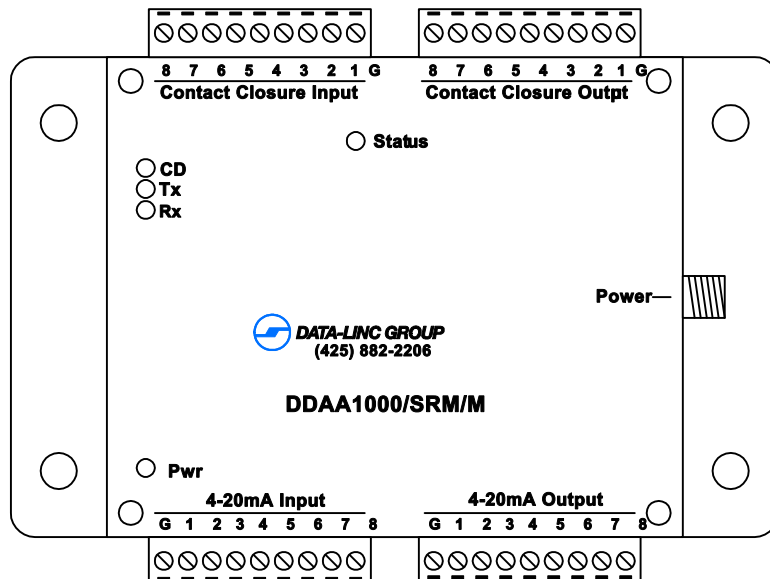 8 7 6 5 4 3 2 1 G
Contact Closure Input
8 7 6 5 4 3 2 1 G
Contact Closure Outpt
Status
CD
Tx
Rx
Power
DATA-LINC GROUP
(425) 882-2206
DDAA1000/SRM/M
Pwr
4-20mA Input
G 1 2 3 4 5 6 7 8
4-20mA Output
G 1 2 3 4 5 6 7 8